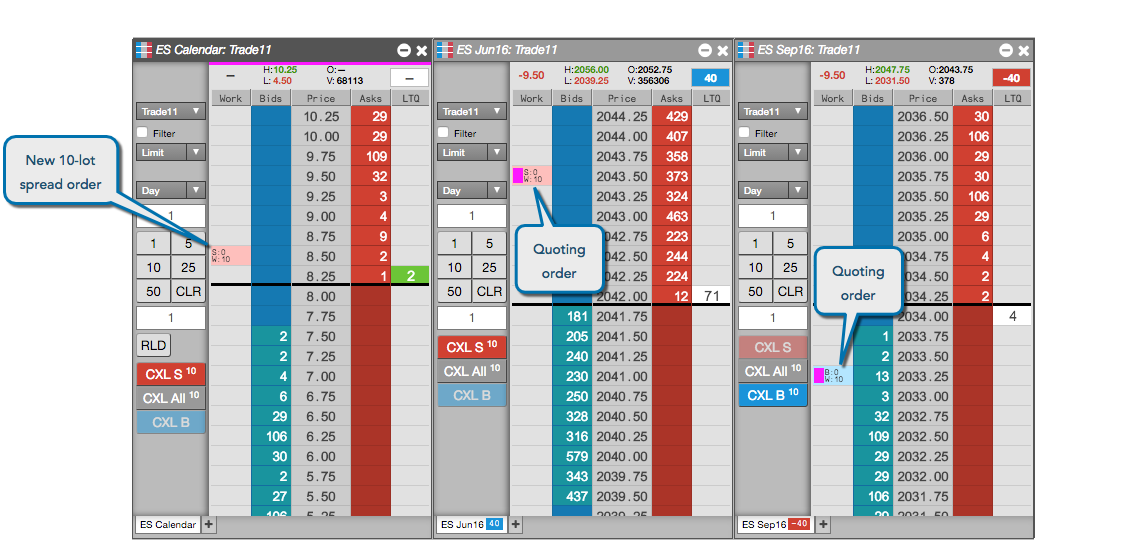 New 10-lot
spread order
ES Calendar: Trade11
– H:10.25 O:– –
L: 4.50 V: 68113
Work Bids Price Asks LTQ
Trade11
Filter
Limit
Day
1
1 5
10 25
50 CLR
1
RLD
CXL S 10
CXL All 10
CXL B
S:0
W:10
10.25 29
10.00 29
9.75 109
9.50 32
9.25 3
9.00 4
8.75 9
8.50 2
8.25 1 2
8.00
7.75
2 7.50
2 7.25
4 7.00
6 6.75
29 6.50
106 6.25
30 6.00
2 5.75
27 5.50
ES Calendar +
ES Jun16: Trade11
-9.50 H:2056.00 O:2052.75 40
L: 2039.25 V: 356306
Work Bids Price Asks LTQ
Trade11
Filter
Limit
Day
1
1 5
10 25
50 CLR
1
CXL S 10
CXL All 10
CXL B
S:0
W:10
Quoting
order
2044.25 429
2044.00 407
2043.75 358
2043.50 373
2043.25 324
2043.00 463
042.75 223
042.50 244
042.25 224
2042.00 12 71
181 2041.75
205 2041.50
240 2041.25
230 2041.00
250 2040.75
328 2040.50
316 2040.25
579 2040.00
343 2039.75
437 2039.50
ES Jun16 40 +
ES Sep16: Trade11
-9.50 H:2047.75 O:2043.75 -40
L: 2031.50 V: 378
Work Bids Price Asks LTQ
Trade11
Filter
Limit
Day
1
1 5
10 25
50 CLR
1
CXL S
CXL All 10
CXL B 10
Quoting
order
B:0
W:10
2036.50 30
2036.25 106
2036.00 29
2035.75 30
2035.50 106
2035.25 29
2035.00 6
2034.75 4
2034.50 2
2034.25 2
2034.00 4
1 2033.75
2 2033.50
13 2033.25
3 2033.00
32 2032.75
109 2032.50
29 2032.25
29 2032.00
106 2031.75
ES Sep16 -40 +